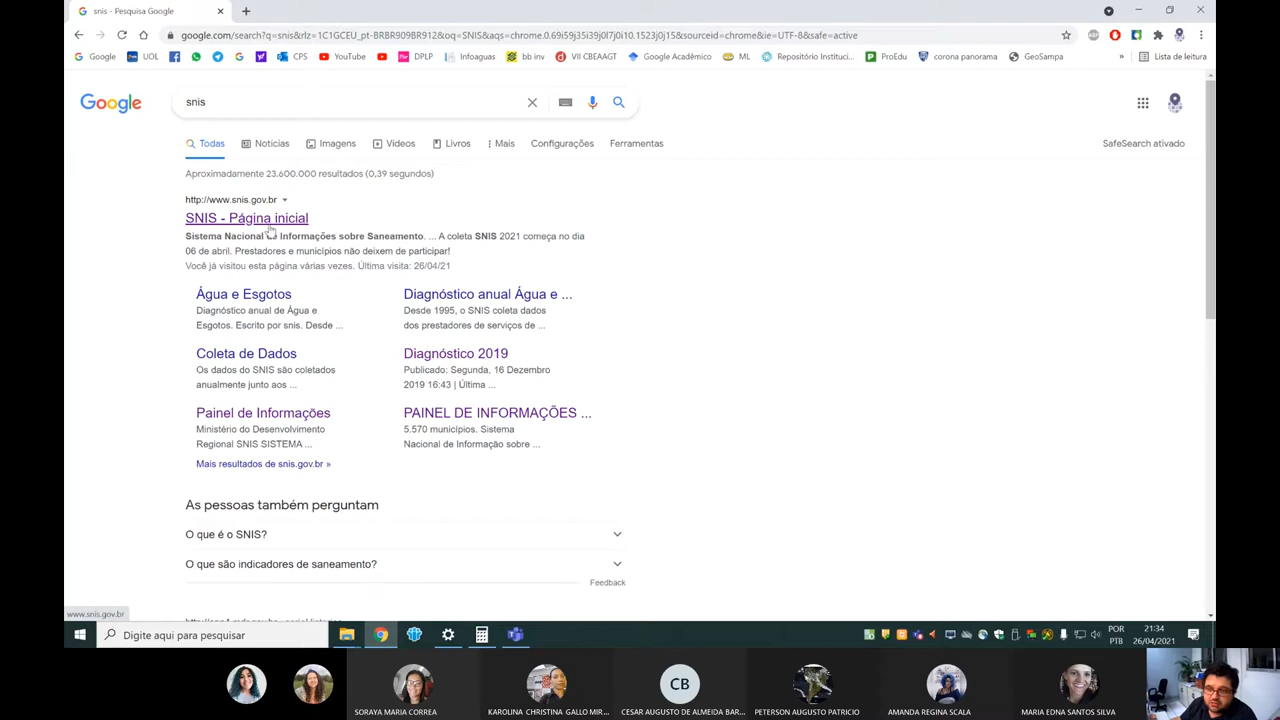 snis - Pesquisa Google
google.com/search?q=snis&rlz=1C1GCEU_pt-BRBR909BR912&oq=SNIS&aqs=chrome.0.69i59j35i39j0l7j0i10.1523j0j15&sourceid=chrome&ie=UTF-8&safe=active
Google UOL CPS YouTube DPLP Infoaguas bb inv VII CBEAAGT Google Acadêmico ML Repositório Instituci... ProEdu corona panorama GeoSampa » Lista de leitura
Google
snis
Todas Notícias Imagens Vídeos Livros Mais Configurações Ferramentas SafeSearch ativado
Aproximadamente 23.600.000 resultados (0,39 segundos)
http://www.snis.gov.br
SNIS - Página inicial
Sistema Nacional de Informações sobre Saneamento. ... A coleta SNIS 2021 começa no dia
06 de abril. Prestadores e municípios não deixem de participar!
Você já visitou esta página várias vezes. Última visita: 26/04/21
Água e Esgotos
Diagnóstico anual de Água e
Esgotos. Escrito por snis. Desde ...
Diagnóstico anual Água e ...
Desde 1995, o SNIS coleta dados
dos prestadores de serviços de ...
Coleta de Dados
Os dados do SNIS são coletados
anualmente junto aos ...
Diagnóstico 2019
Publicado: Segunda, 16 Dezembro
2019 16:43 | Última ...
Painel de Informações
Ministério do Desenvolvimento
Regional SNIS SISTEMA ...
PAINEL DE INFORMAÇÕES ...
5.570 municípios. Sistema
Nacional de Informação sobre ...
Mais resultados de snis.gov.br »
As pessoas também perguntam
O que é o SNIS?
O que são indicadores de saneamento?
Feedback
www.snis.gov.br
Digite aqui para pesquisar
POR
PTB
21:34
26/04/2021
CB
SORAYA MARIA CORREA
KAROLINA CHRISTINA GALLO MIR...
CESAR AUGUSTO DE ALMEIDA BAR...
PETERSON AUGUSTO PATRICIO
AMANDA REGINA SCALA
MARIA EDNA SANTOS SILVA